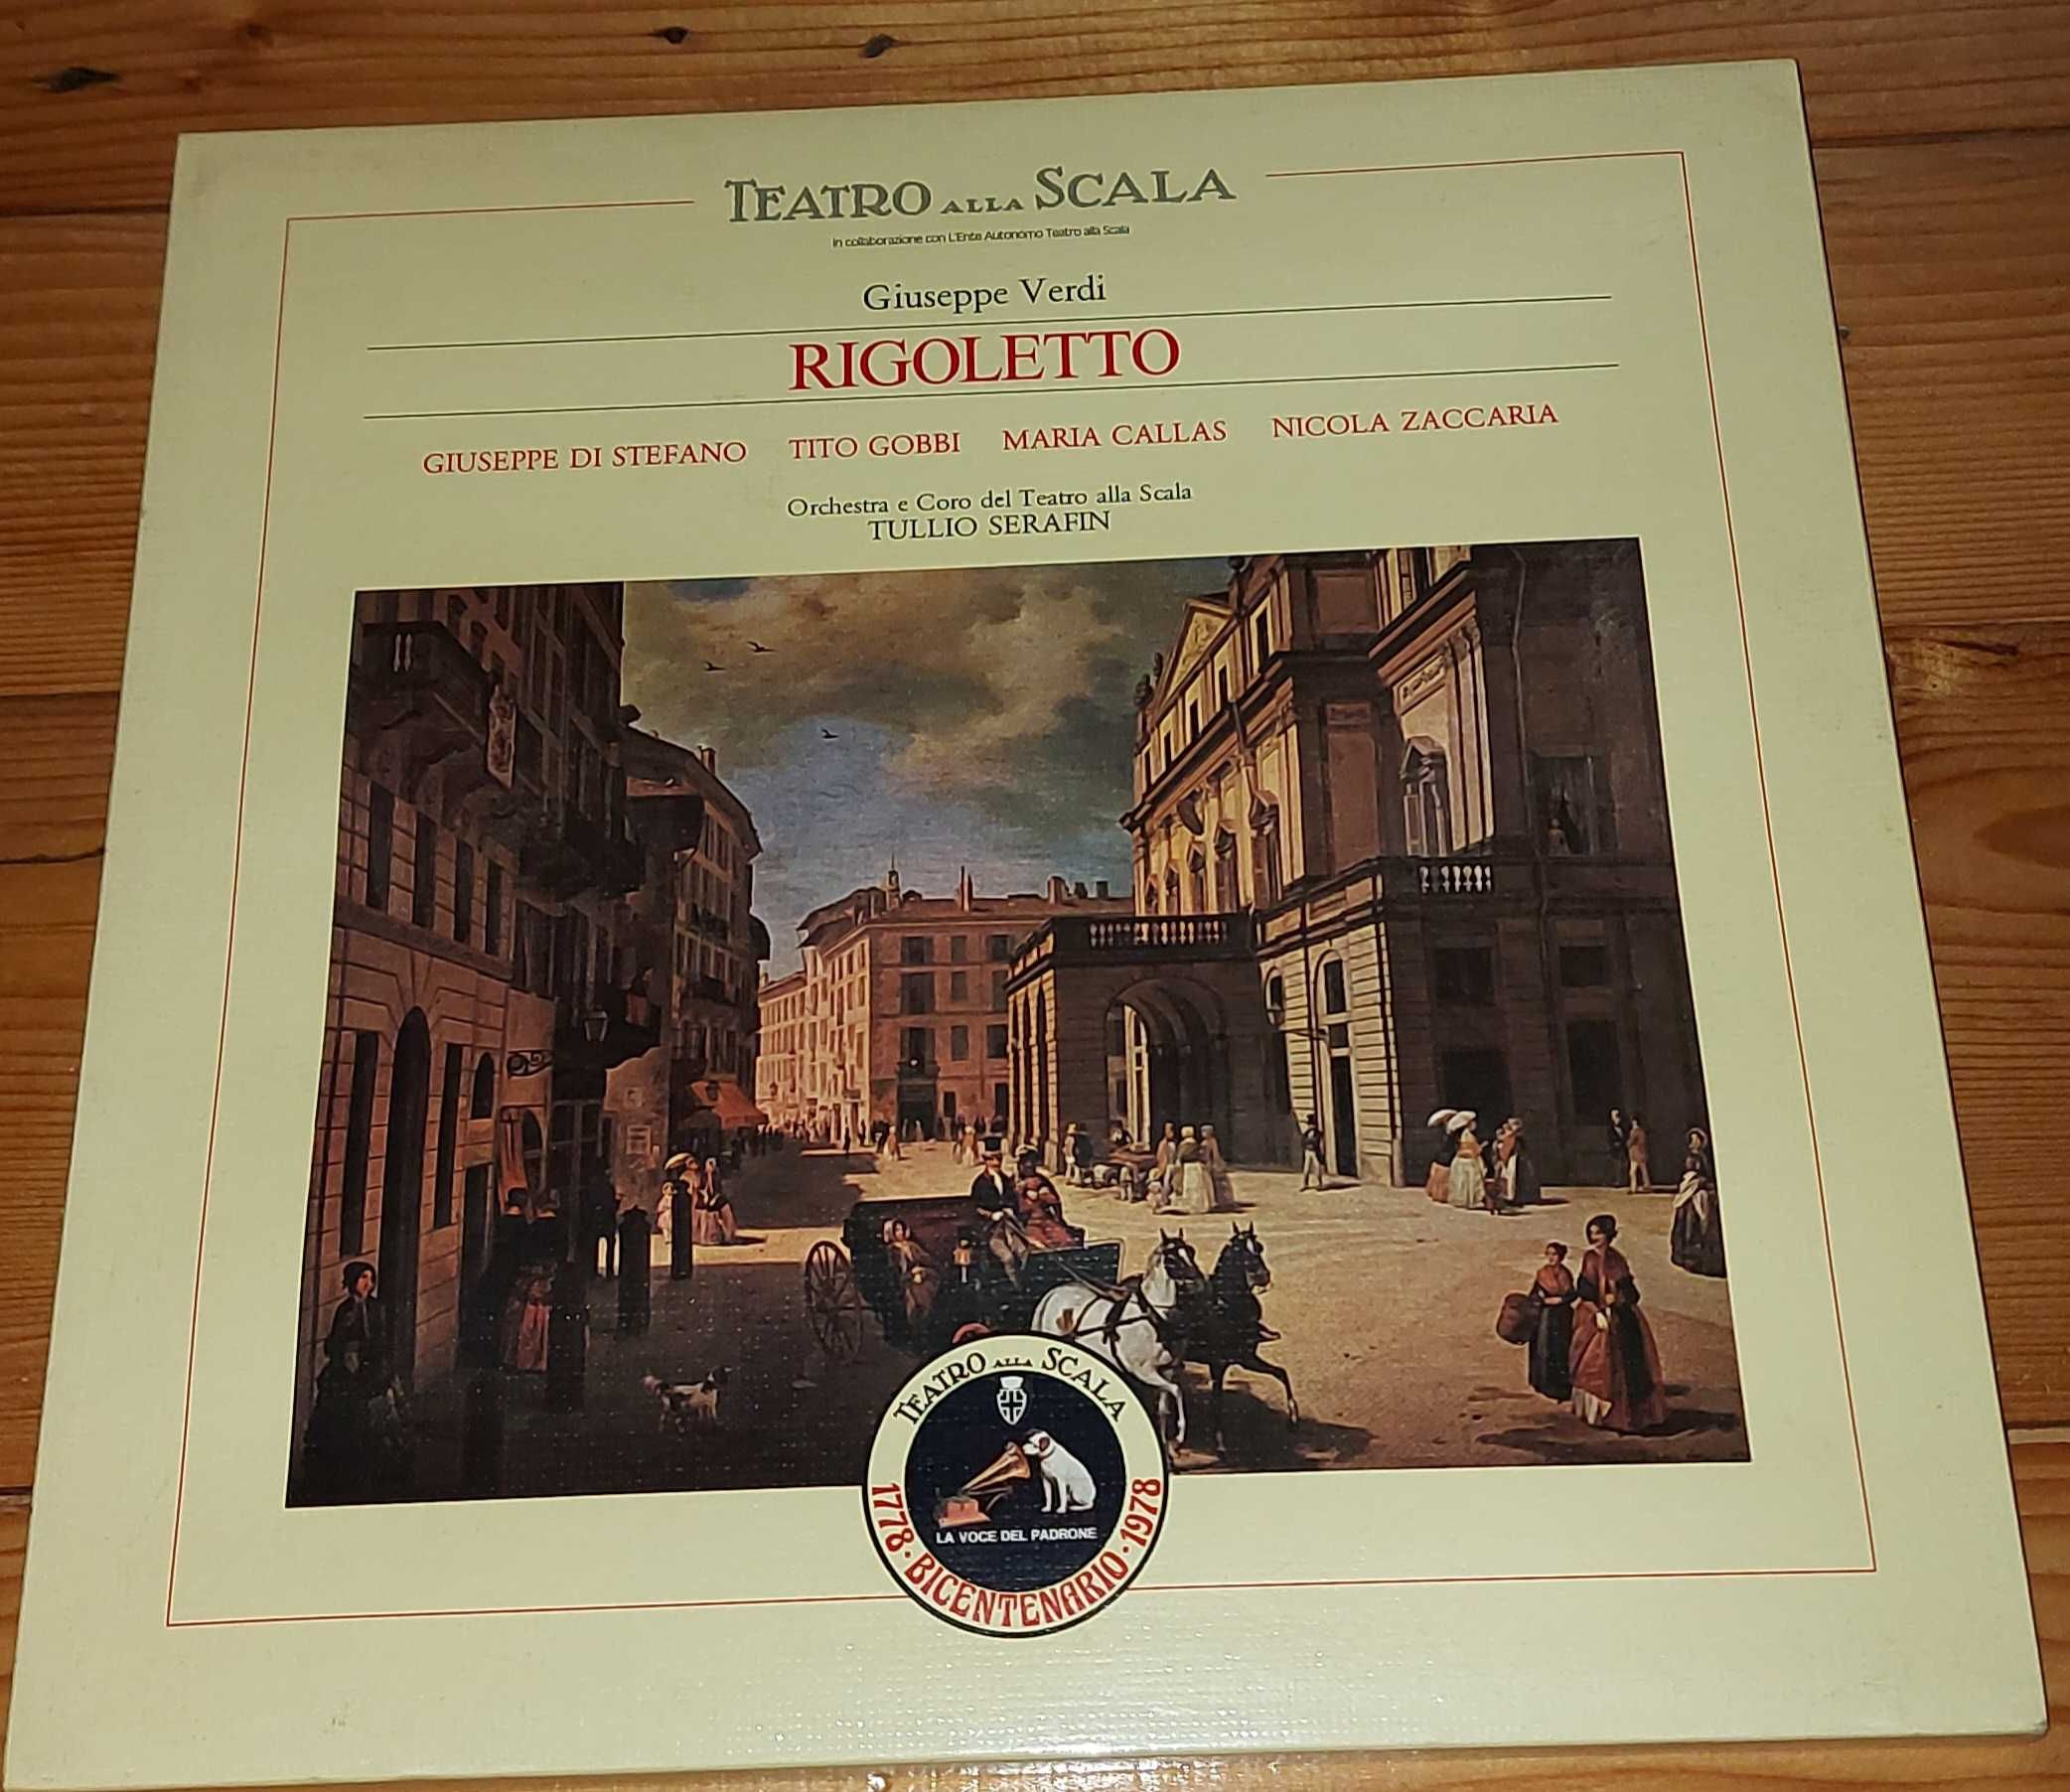 TEATRO ALLA SCALA
In collaborazione con L'Ente Autonomo Teatro alla Scala
Giuseppe Verdi
RIGOLETTO
GIUSEPPE DI STEFANO TITO GOBBI MARIA CALLAS NICOLA ZACCARIA
Orchestra e Coro del Teatro alla Scala
TULLIO SERAFIN
TEATRO ALLA SCALA
LA VOCE DEL PADRONE
1778 · BICENTENARIO · 1978